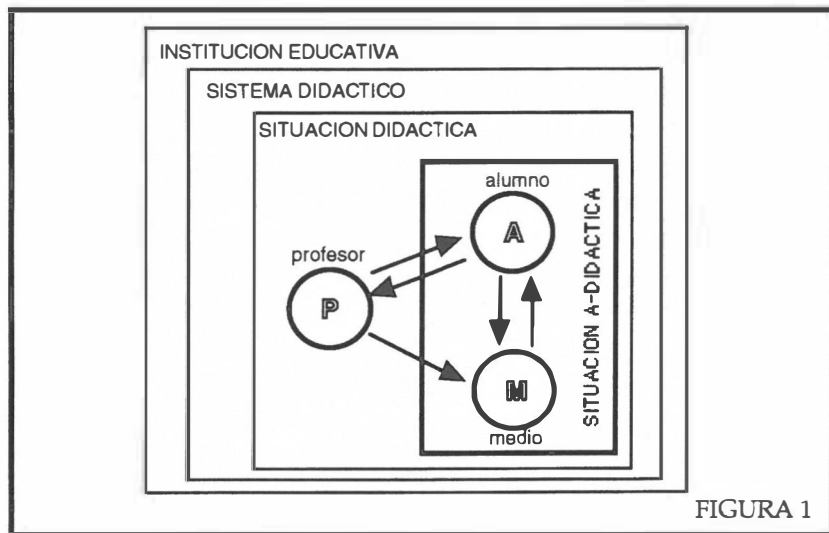 INSTITUCION EDUCATIVA
SISTEMA DIDACTICO
SITUACION DIDACTICA
alumno
A
profesor
P
M
medio
SITUACION A-DIDACTICA
FIGURA 1